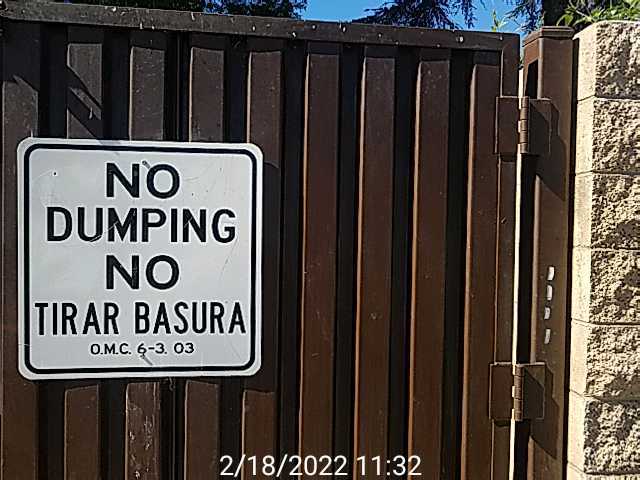 NO
DUMPING
NO
TIRAR BASURA
O.M.C. 6-3. 03
2/18/2022 11:32